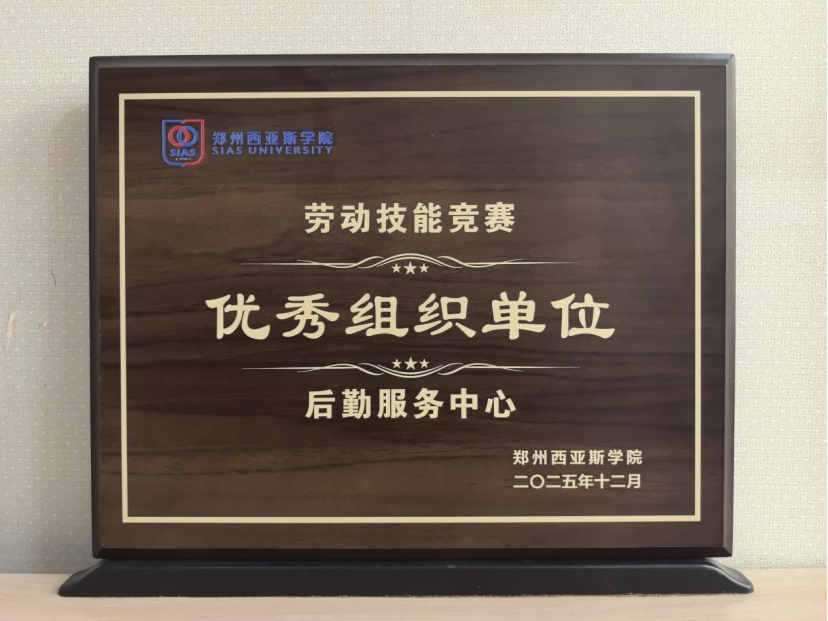 郑州西亚斯学院
SIAS UNIVERSITY
SIAS
劳动技能竞赛
优秀组织单位
后勤服务中心
郑州西亚斯学院
二〇二五年十二月